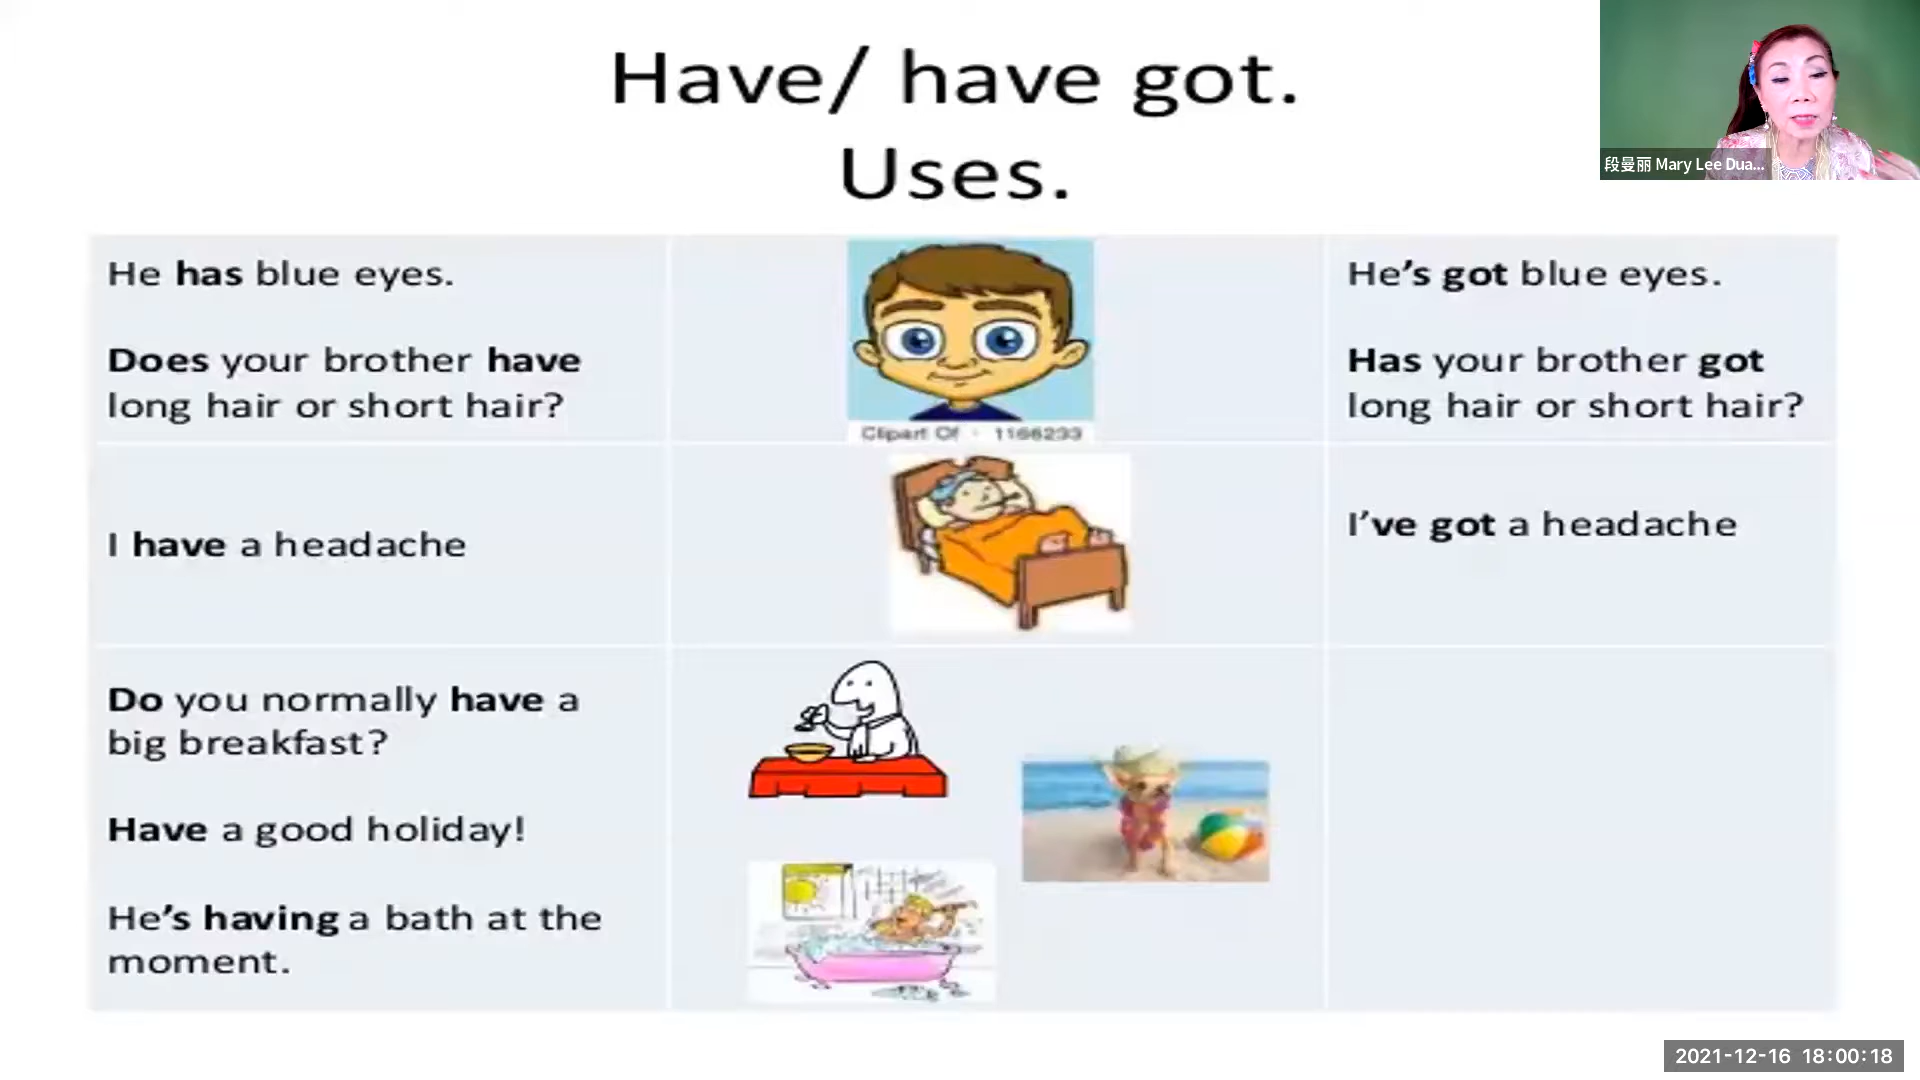 Have/ have got.
Uses.
段曼丽 Mary Lee Dua...
He has blue eyes.
Does your brother have
long hair or short hair?
Clipart Of · 1166233
He's got blue eyes.
Has your brother got
long hair or short hair?
I have a headache
I've got a headache
Do you normally have a
big breakfast?
Have a good holiday!
He's having a bath at the
moment.
2021-12-16 18:00:18